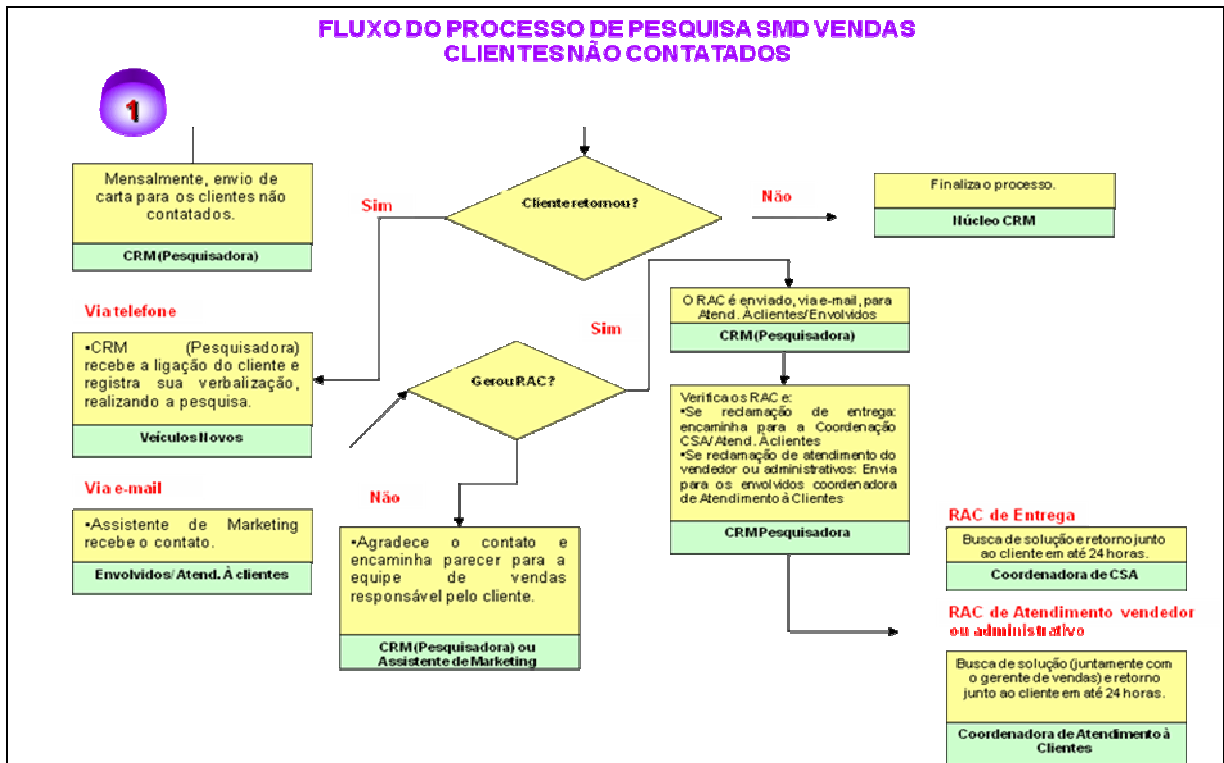 FLUXO DO PROCESSO DE PESQUISA SMD VENDAS
CLIENTES NÃO CONTATADOS
1
Mensalmente, envio de
carta para os clientes não
contatados.
CRM (Pesquisadora)
Cliente retornou?
Sim
Não
Finaliza o processo.
Núcleo CRM
Via telefone
•CRM (Pesquisadora)
recebe a ligação do cliente e
registra sua verbalização,
realizando a pesquisa.
Veículos Novos
Via e-mail
•Assistente de Marketing
recebe o contato.
Envolvidos/ Atend. À clientes
Gerou RAC?
Sim
Não
•Agradece o contato e
encaminha parecer para a
equipe de vendas
responsável pelo cliente.
CRM (Pesquisadora) ou
Assistente de Marketing
O RAC é enviado, via e-mail, para
Atend. À clientes/Envolvidos
CRM (Pesquisadora)
Verifica os RAC e:
•Se reclamação de entrega:
encaminha para a Coordenação
CSA/Atend. À clientes
•Se reclamação de atendimento do
vendedor ou administrativos: Envia
para os envolvidos coordenadora
de Atendimento à Clientes
CRM Pesquisadora
RAC de Entrega
Busca de solução e retorno junto
ao cliente em até 24 horas.
Coordenadora de CSA
RAC de Atendimento vendedor
ou administrativo
Busca de solução (juntamente com
o gerente de vendas) e retorno
junto ao cliente em até 24 horas.
Coordenadora de Atendimento à
Clientes